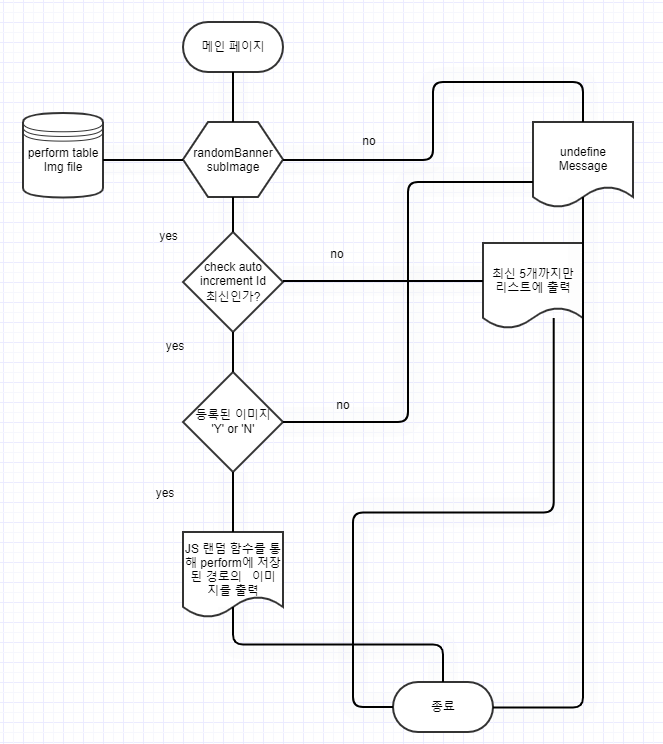 메인 페이지
perform table
Img file
randomBanner
subImage
no
undefine
Message
yes
check auto
increment Id
최신인가?
no
최신 5개까지만
리스트에 출력
yes
등록된 이미지
'Y' or 'N'
no
yes
JS 랜덤 함수를 통
해 perform에 저장
된 경로의 이미
지를 출력
종료